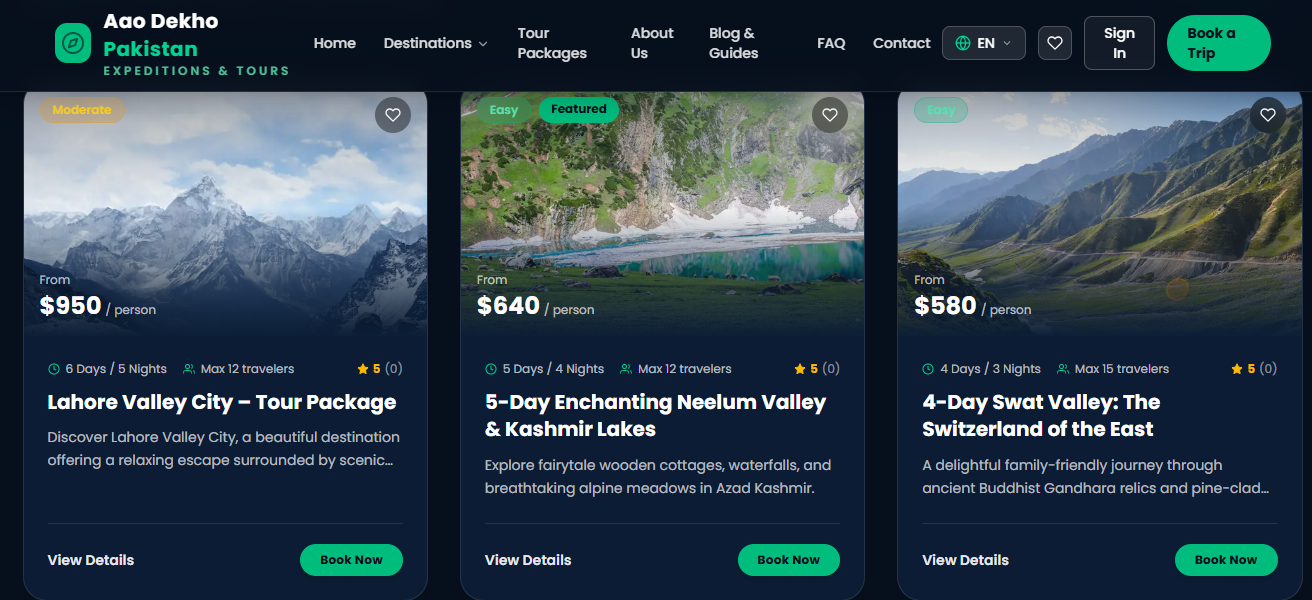 Aao Dekho
Pakistan
EXPEDITIONS & TOURS
Home
Destinations
Tour
Packages
About
Us
Blog &
Guides
FAQ
Contact
EN
Sign
In
Book a
Trip
Moderate
From
$950 / person
6 Days / 5 Nights
Max 12 travelers
5 (0)
Lahore Valley City – Tour Package
Discover Lahore Valley City, a beautiful destination
offering a relaxing escape surrounded by scenic...
View Details
Book Now
Easy
Featured
From
$640 / person
5 Days / 4 Nights
Max 12 travelers
5 (0)
5-Day Enchanting Neelum Valley
& Kashmir Lakes
Explore fairytale wooden cottages, waterfalls, and
breathtaking alpine meadows in Azad Kashmir.
View Details
Book Now
Easy
From
$580 / person
4 Days / 3 Nights
Max 15 travelers
5 (0)
4-Day Swat Valley: The
Switzerland of the East
A delightful family-friendly journey through
ancient Buddhist Gandhara relics and pine-clad...
View Details
Book Now